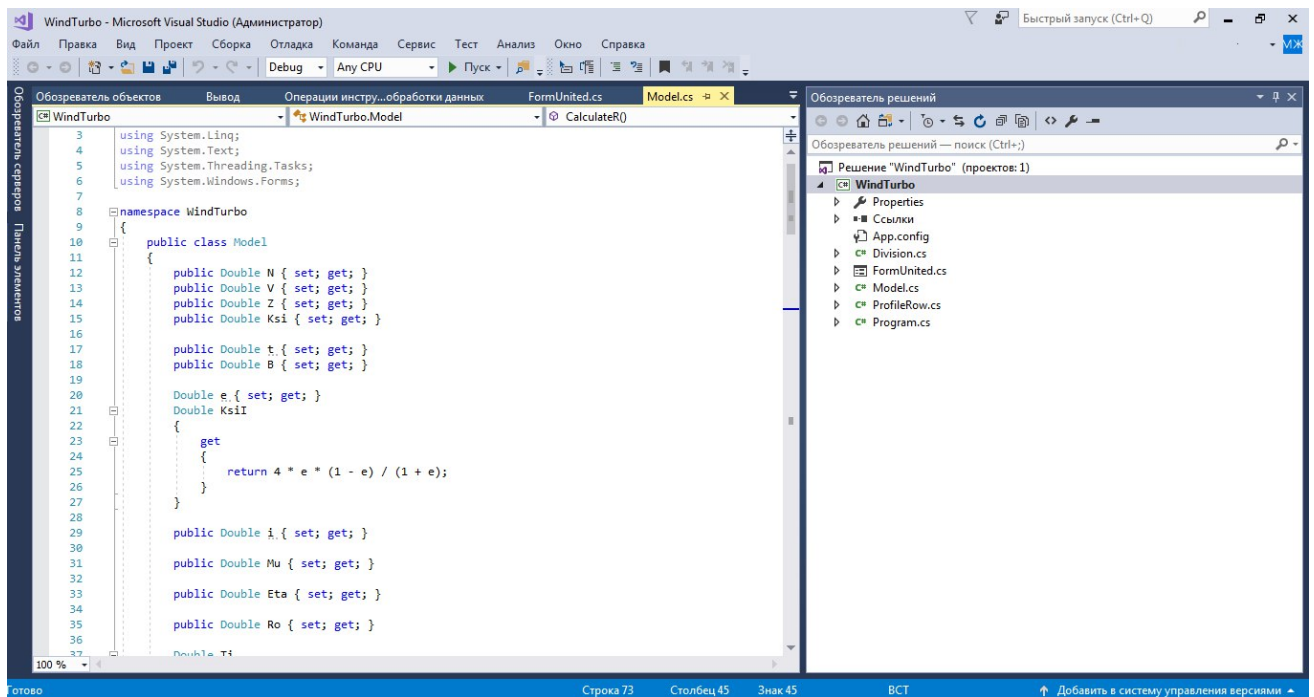 WindTurbo - Microsoft Visual Studio (Администратор)
Быстрый запуск (Ctrl+Q)
Файл Правка Вид Проект Сборка Отладка Команда Сервис Тест Анализ Окно Справка
МЖ
Debug Any CPU Пуск
Обозреватель серверов
Панель элементов
Обозреватель объектов Вывод Операции инстру...обработки данных FormUnited.cs Model.cs
WindTurbo WindTurbo.Model CalculateR()
3 using System.Linq;
4 using System.Text;
5 using System.Threading.Tasks;
6 using System.Windows.Forms;
7
8 namespace WindTurbo
9 {
10 public class Model
11 {
12 public Double N { set; get; }
13 public Double V { set; get; }
14 public Double Z { set; get; }
15 public Double Ksi { set; get; }
16
17 public Double t { set; get; }
18 public Double B { set; get; }
19
20 Double e { set; get; }
21 Double KsiI
22 {
23 get
24 {
25 return 4 * e * (1 - e) / (1 + e);
26 }
27 }
28
29 public Double i { set; get; }
30
31 public Double Mu { set; get; }
32
33 public Double Eta { set; get; }
34
35 public Double Ro { set; get; }
36
37 Double Ti
100 %
Обозреватель решений
Обозреватель решений — поиск (Ctrl+;)
Решение "WindTurbo" (проектов: 1)
C# WindTurbo
Properties
Ссылки
App.config
C# Division.cs
FormUnited.cs
C# Model.cs
C# ProfileRow.cs
C# Program.cs
Готово Строка 73 Столбец 45 Знак 45 ВСТ Добавить в систему управления версиями